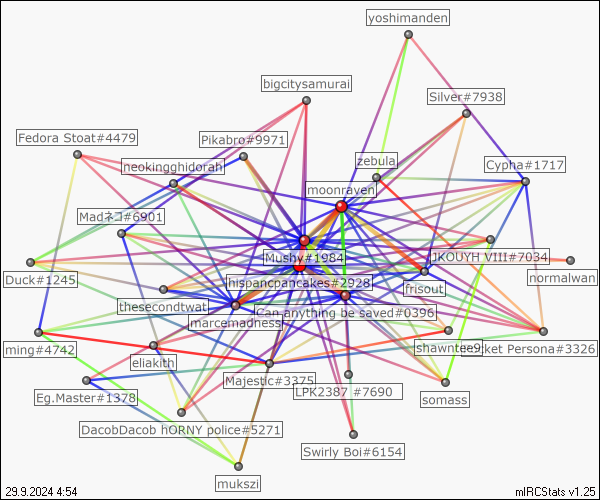 yoshimanden
bigcitysamurai
Silver#7938
Fedora Stoat#4479
Pikabro#9971
neokingghidorah
zebula
Cypha#1717
moonraven
Madネコ#6901
Mushy#1984
JKOUYH VIII#7034
Duck#1245
hispancpancakes#2928
frisout
normalwan
thesecondtwat
Can anything be saved#0396
marcemadness
ming#4742
shawntee9
ket Persona#3326
eliakith
Majestic#3375
Eg.Master#1378
LPK2387 #7690
somass
DacobDacob hORNY police#5271
Swirly Boi#6154
mukszi
29.9.2024 4:54
mIRCStats v1.25